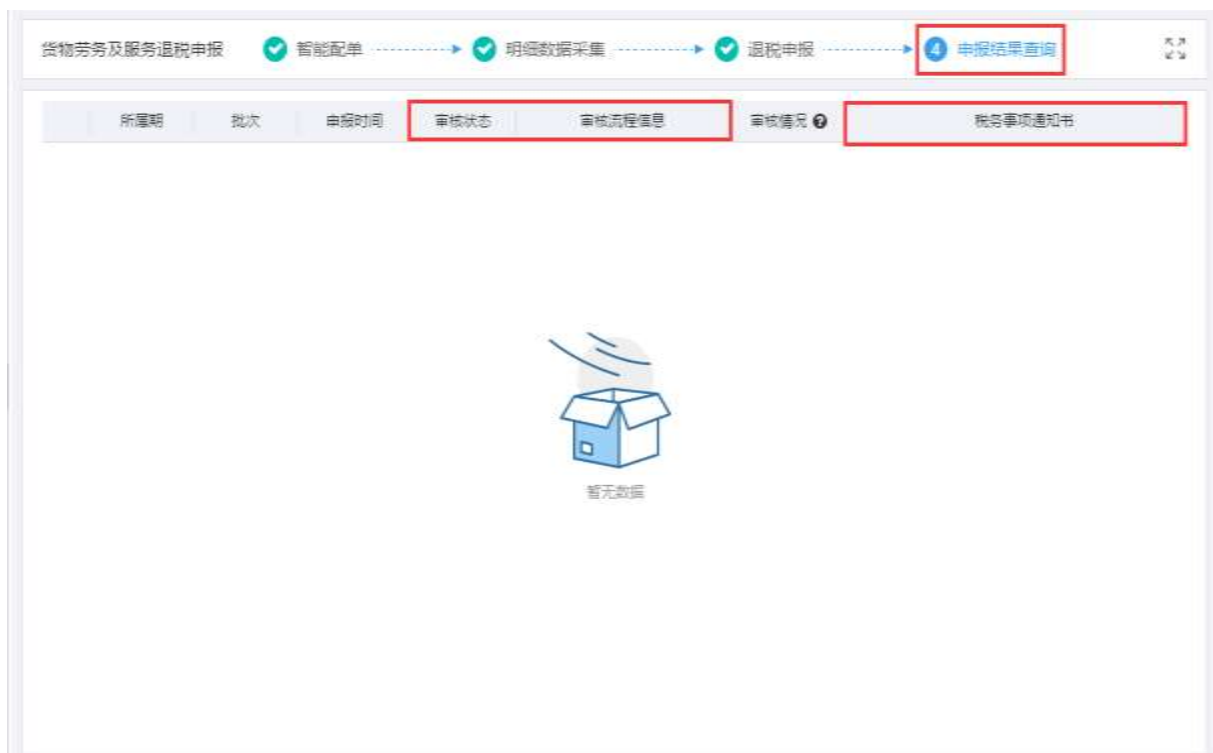 货物劳务及服务退税申报 智能配单 明细数据采集 退税申报 4 申报结果查询
所属期 批次 申报时间 审核状态 审核流程信息 审核情况 ? 税务事项通知书
暂无数据